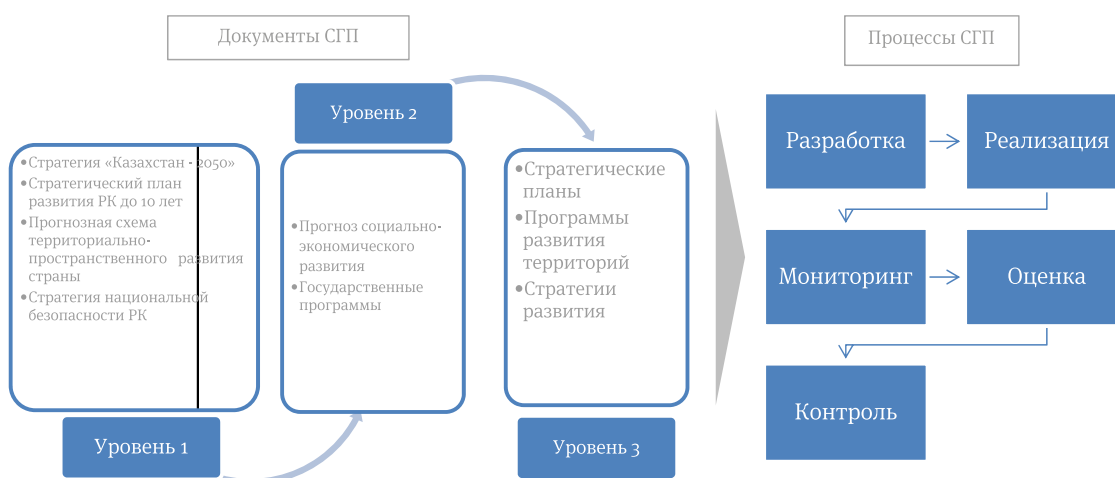 Документы СГП
Процессы СГП
Уровень 2
•Стратегия «Казахстан - 2050»
•Стратегический план
развития РК до 10 лет
•Прогнозная схема
территориально-
пространственного развития
страны
•Стратегия национальной
безопасности РК
Уровень 1
•Прогноз социально-
экономического
развития
•Государственные
программы
•Стратегические
планы
•Программы
развития
территорий
•Стратегии
развития
Уровень 3
Разработка
Реализация
Мониторинг
Оценка
Контроль